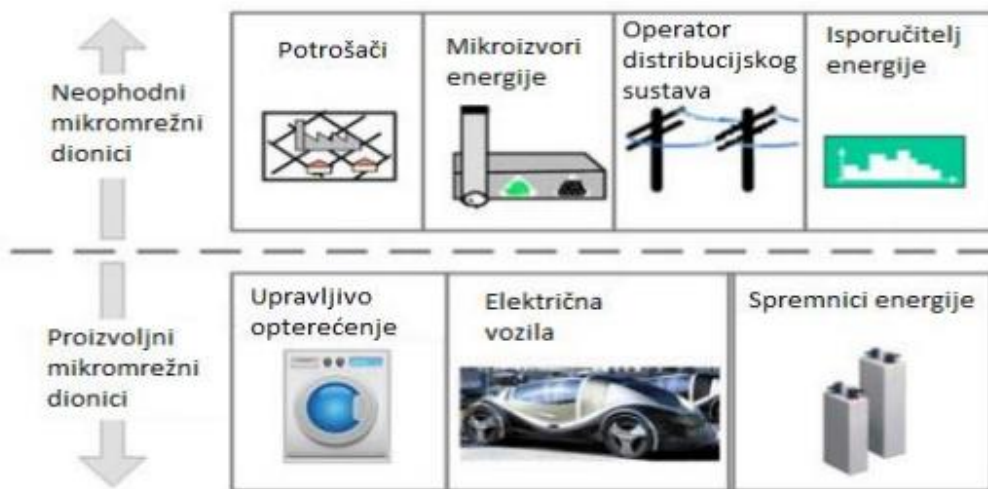 Neophodni
mikromrežni
dionici
Potrošači
Mikroizvori
energije
Operator
distribucijskog
sustava
Isporučitelj
energije
Proizvoljni
mikromrežni
dionici
Upravljivo
opterećenje
Električna
vozila
Spremnici energije